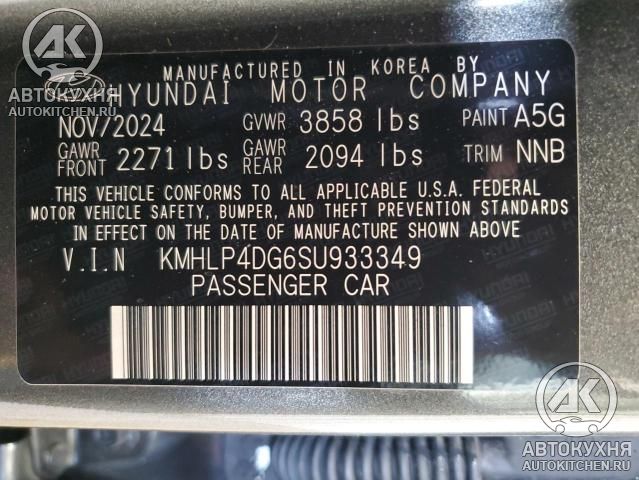 MANUFACTURED IN KOREA BY
HYUNDAI MOTOR COMPANY
NOV/2024 GVWR 3858 lbs PAINT A5G
GAWR FRONT 2271 lbs GAWR REAR 2094 lbs TRIM NNB
THIS VEHICLE CONFORMS TO ALL APPLICABLE U.S.A. FEDERAL
MOTOR VEHICLE SAFETY, BUMPER, AND THEFT PREVENTION STANDARDS
IN EFFECT ON THE DATE OF MANUFACTURE SHOWN ABOVE
V.I.N KMHLP4DG6SU933349
PASSENGER CAR
АК
АВТОКУХНЯ
AUTOKITCHEN.RU
АК
АВТОКУХНЯ
AUTOKITCHEN.RU